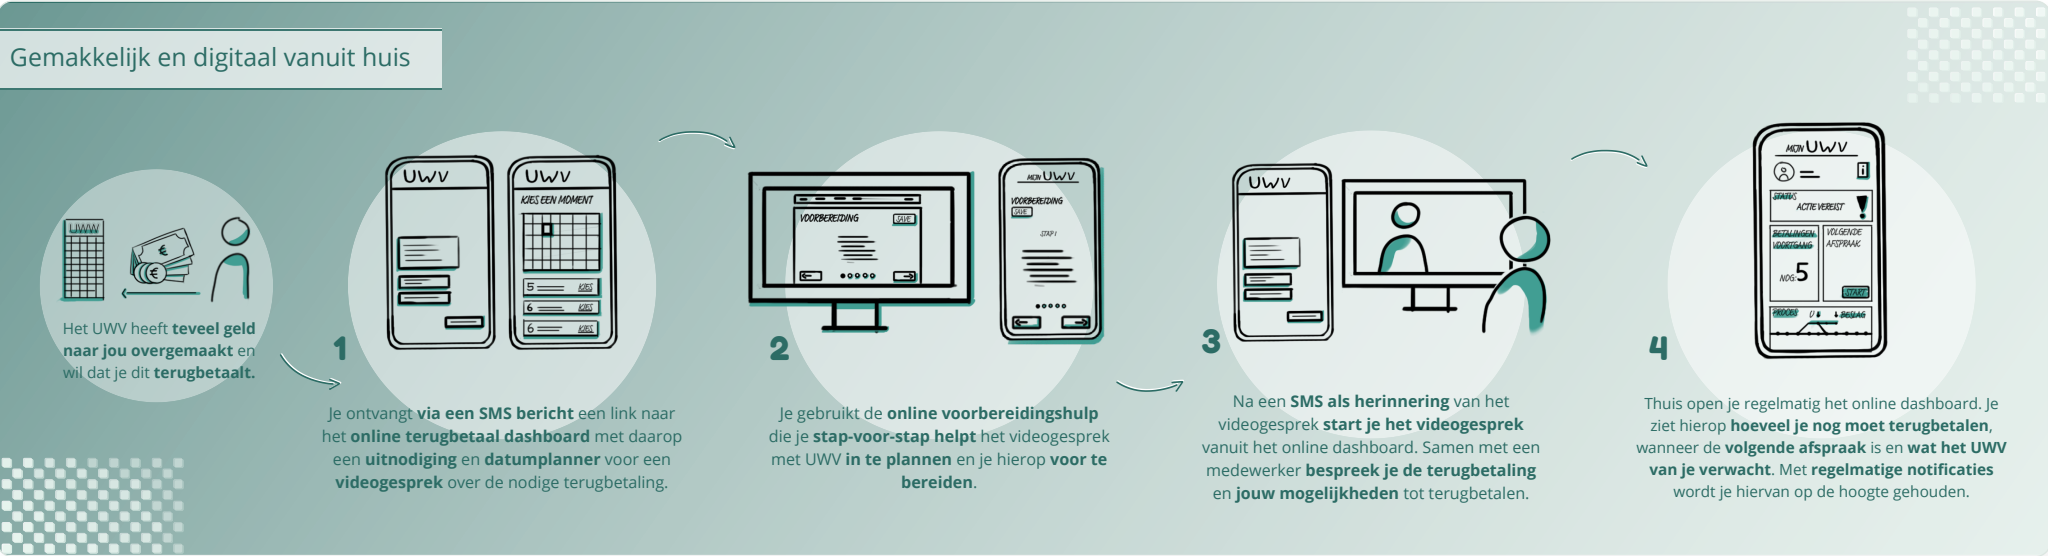 Gemakkelijk en digitaal vanuit huis
UWV
Het UWV heeft teveel geld
naar jou overgemaakt en
wil dat je dit terugbetaalt.
1
UWV
UWV
KIES EEN MOMENT
5 KIES
6 KIES
6 KIES
Je ontvangt via een SMS bericht een link naar
het online terugbetaal dashboard met daarop
een uitnodiging en datumplanner voor een
videogesprek over de nodige terugbetaling.
2
VOORBEREIDING SAVE
MIJN UWV
VOORBEREIDING
SAVE
STAP 1
Je gebruikt de online voorbereidingshulp
die je stap-voor-stap helpt het videogesprek
met UWV in te plannen en je hierop voor te
bereiden.
3
UWV
Na een SMS als herinnering van het
videogesprek start je het videogesprek
vanuit het online dashboard. Samen met een
medewerker bespreek je de terugbetaling
en jouw mogelijkheden tot terugbetalen.
4
MIJN UWV
i
STATUS
ACTIE VEREIST !
BETALINGEN
VOORTGANG
NOG: 5
VOLGENDE
AFSPRAAK
START
PROCES
BESLAG
Thuis open je regelmatig het online dashboard. Je
ziet hierop hoeveel je nog moet terugbetalen,
wanneer de volgende afspraak is en wat het UWV
van je verwacht. Met regelmatige notificaties
wordt je hiervan op de hoogte gehouden.